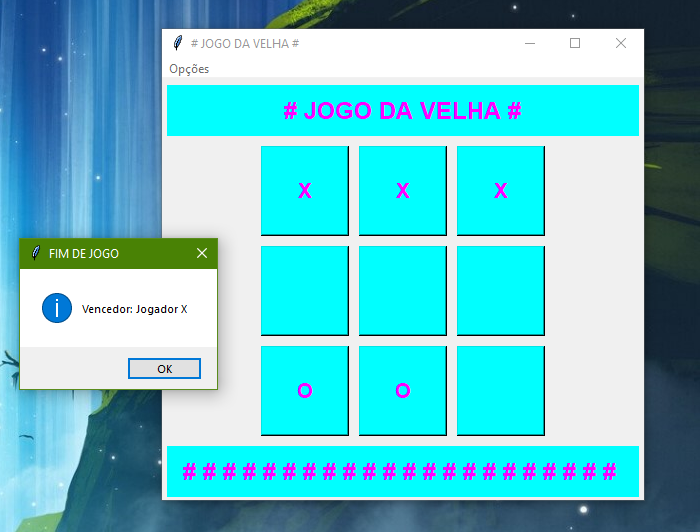 # JOGO DA VELHA #
Opções
# JOGO DA VELHA #
X X X
FIM DE JOGO
Vencedor: Jogador X
OK
O O
# # # # # # # # # # # # # # # # # # # # # #